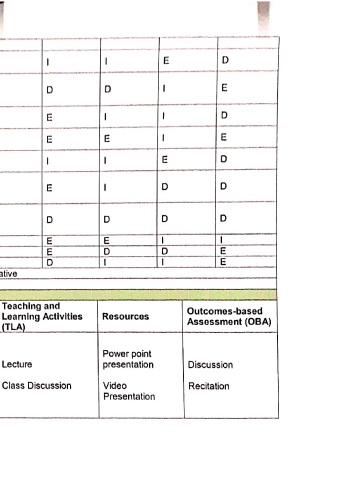 I I E D
D D I E
E I I D
E E I E
I I E D
E I D D
D D D D
E E I I
E D D E
D I I E
ative
Teaching and Learning Activities (TLA) Resources Outcomes-based Assessment (OBA)
Lecture Power point presentation Discussion
Class Discussion Video Presentation Recitation